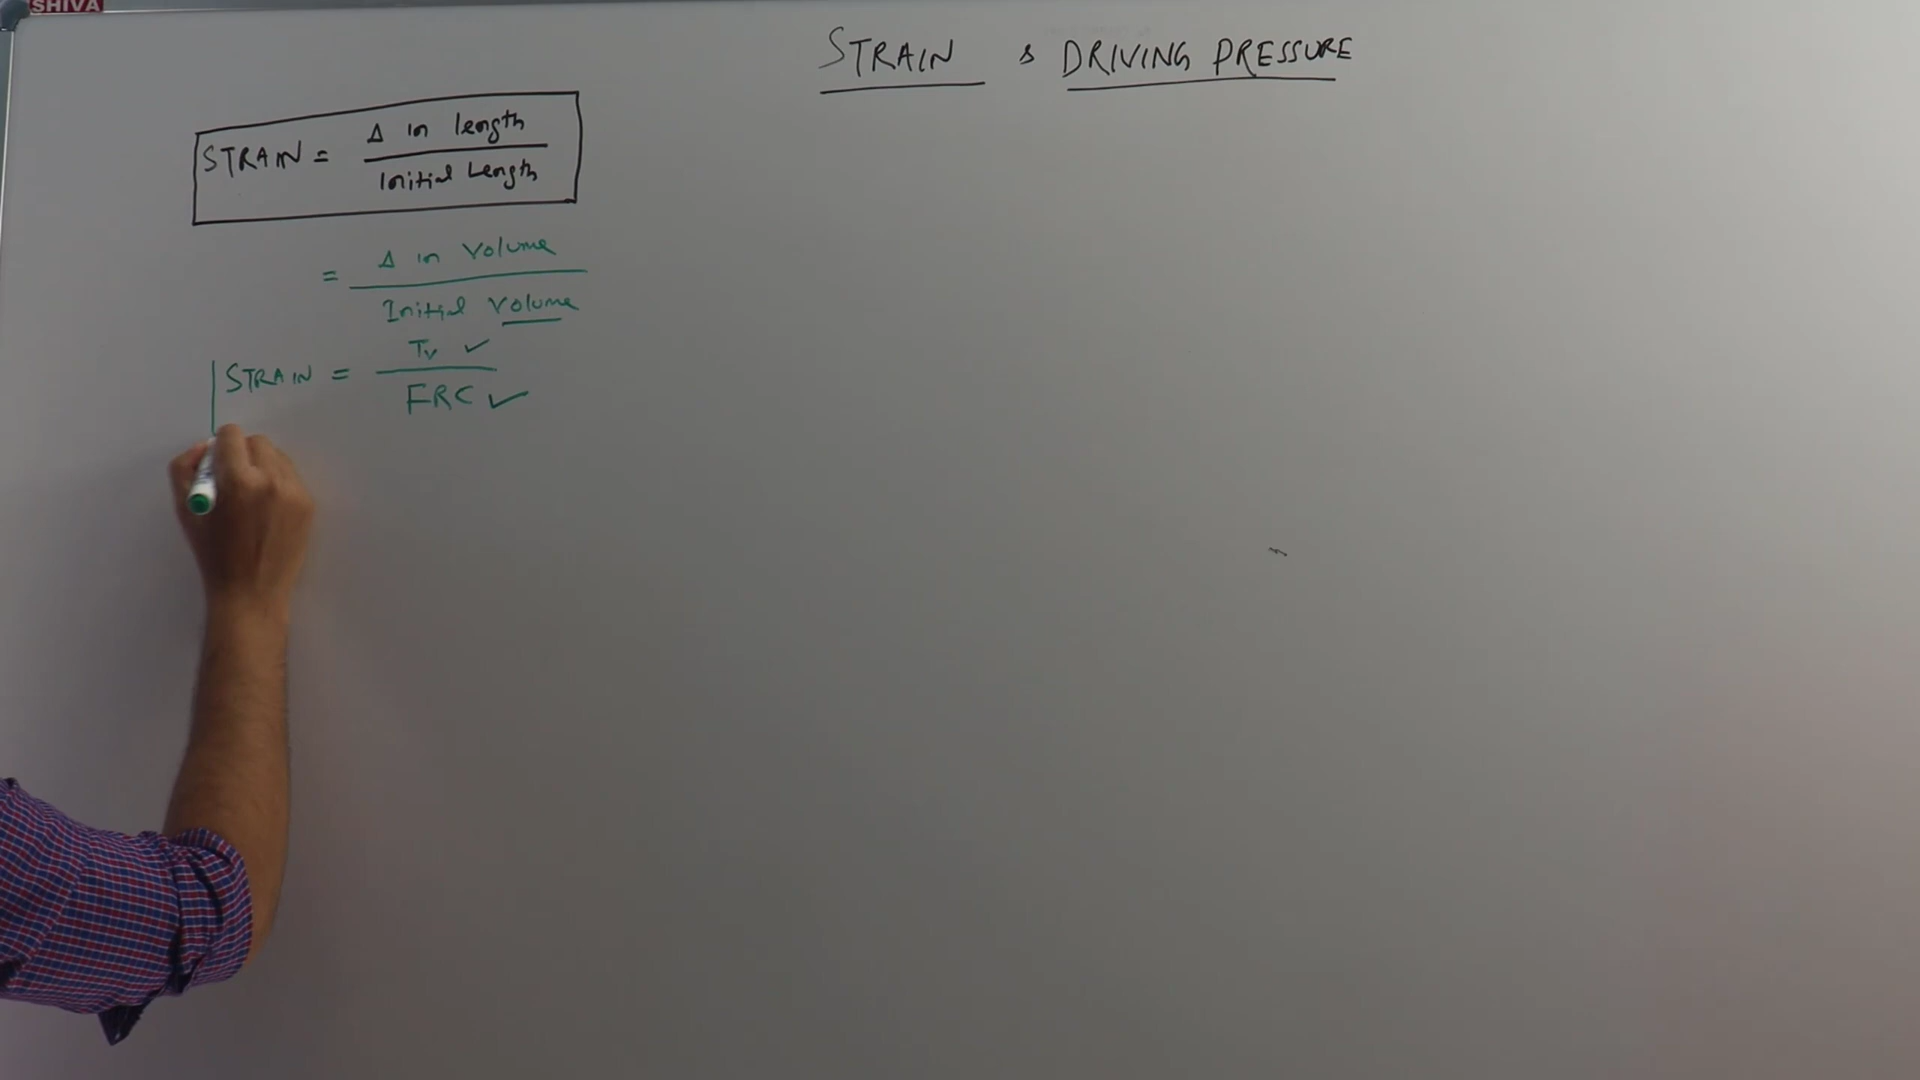 SHIVA
STRAIN & DRIVING PRESSURE
STRAIN = Δ in length
Initial Length
= Δ in Volume
Initial Volume
STRAIN = Tv ✓
FRC ✓